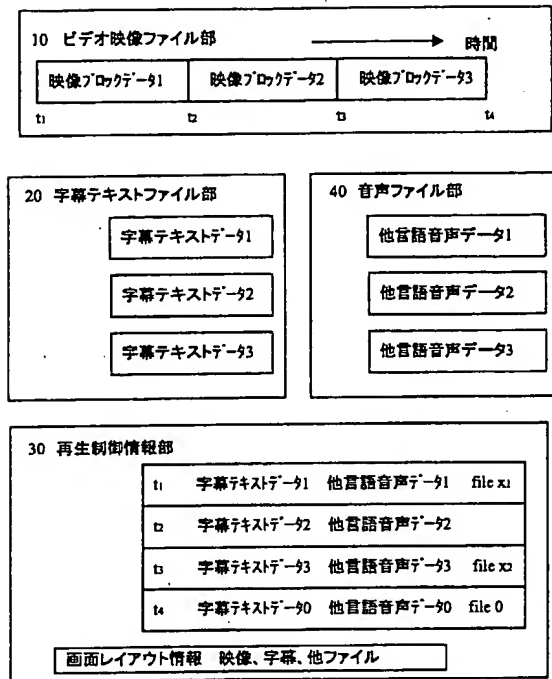 10 ビデオ映像ファイル部
時間
映像ブロックデータ1 映像ブロックデータ2 映像ブロックデータ3
t1 t2 t3 t4
20 字幕テキストファイル部
字幕テキストデータ1
字幕テキストデータ2
字幕テキストデータ3
40 音声ファイル部
他言語音声データ1
他言語音声データ2
他言語音声データ3
30 再生制御情報部
t1 字幕テキストデータ1 他言語音声データ1 file x1
t2 字幕テキストデータ2 他言語音声データ2
t3 字幕テキストデータ3 他言語音声データ3 file x2
t4 字幕テキストデータ0 他言語音声データ0 file 0
画面レイアウト情報 映像、字幕、他ファイル